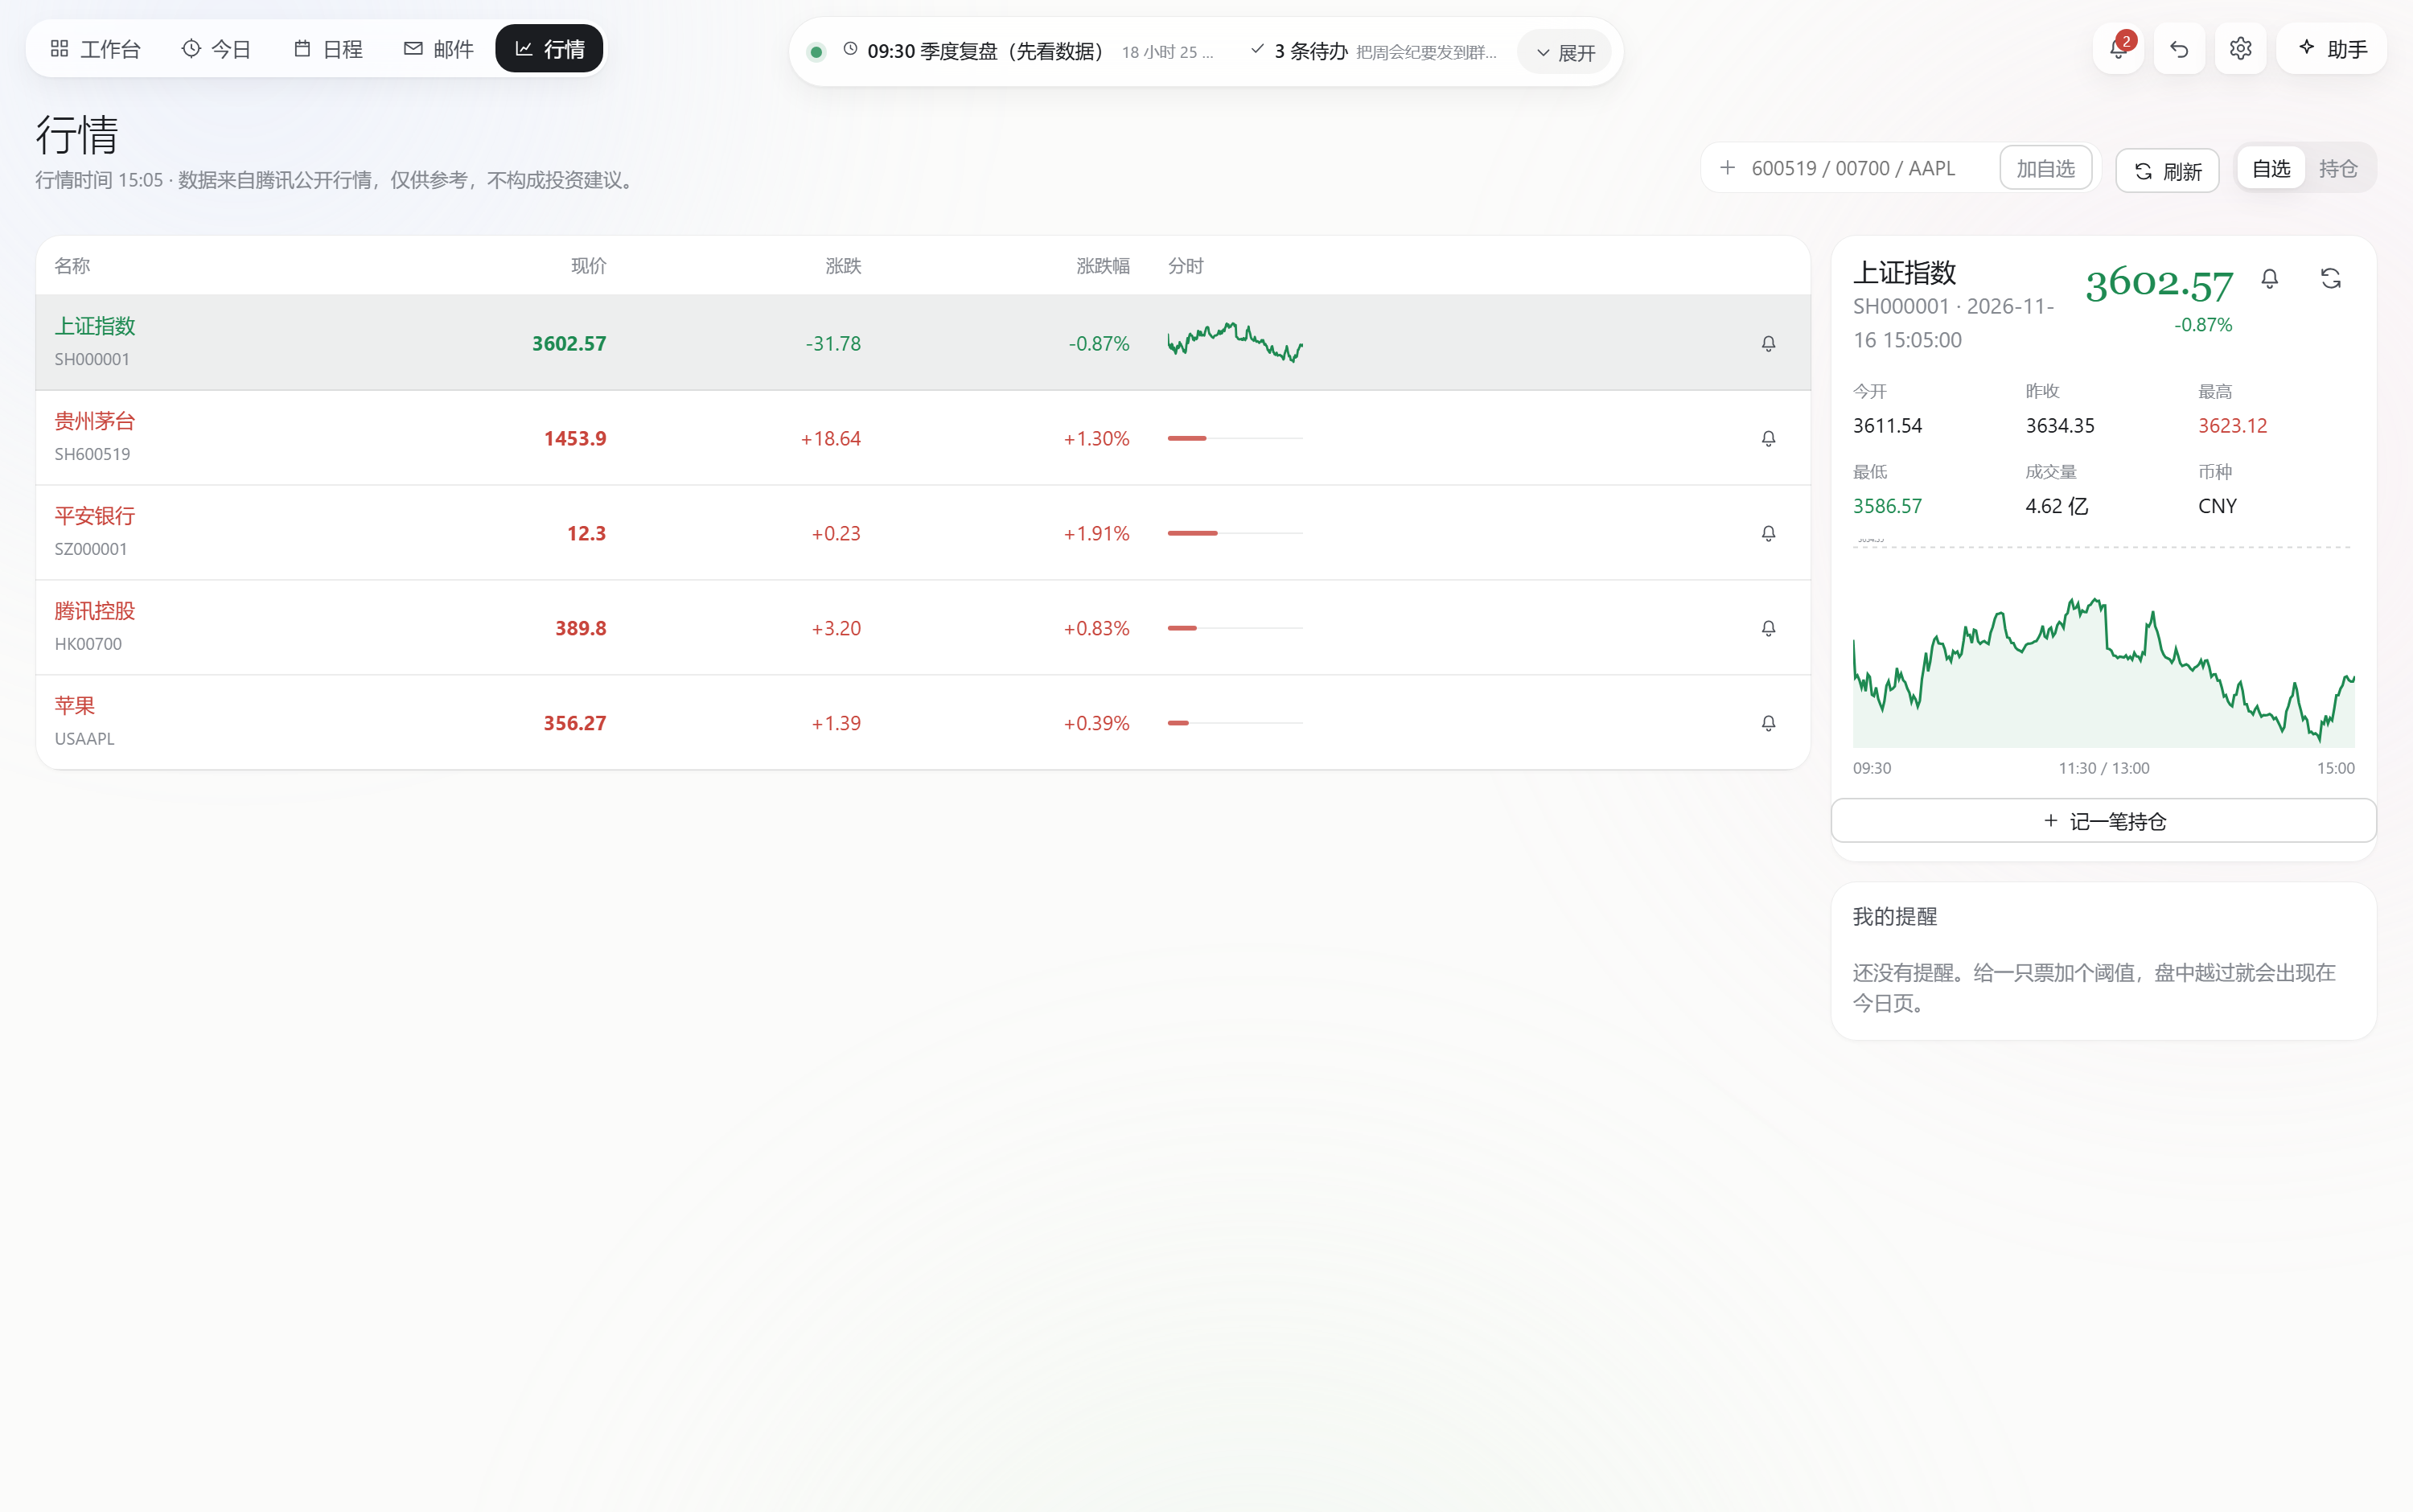 工作台 今日 日程 邮件 行情
09:30 季度复盘（先看数据） 18 小时 25 ... 3 条待办 把周会纪要发到群... 展开
2 助手
行情
行情时间 15:05 · 数据来自腾讯公开行情，仅供参考，不构成投资建议。
600519 / 00700 / AAPL 加自选 刷新 自选 持仓
名称 现价 涨跌 涨跌幅 分时
上证指数
SH000001
3602.57 -31.78 -0.87%
贵州茅台
SH600519
1453.9 +18.64 +1.30%
平安银行
SZ000001
12.3 +0.23 +1.91%
腾讯控股
HK00700
389.8 +3.20 +0.83%
苹果
USAAPL
356.27 +1.39 +0.39%
上证指数
SH000001 · 2026-11-
16 15:05:00
3602.57
-0.87%
今开 昨收 最高
3611.54 3634.35 3623.12
最低 成交量 币种
3586.57 4.62 亿 CNY
09:30 11:30 / 13:00 15:00
记一笔持仓
我的提醒
还没有提醒。给一只票加个阈值，盘中越过就会出现在
今日页。